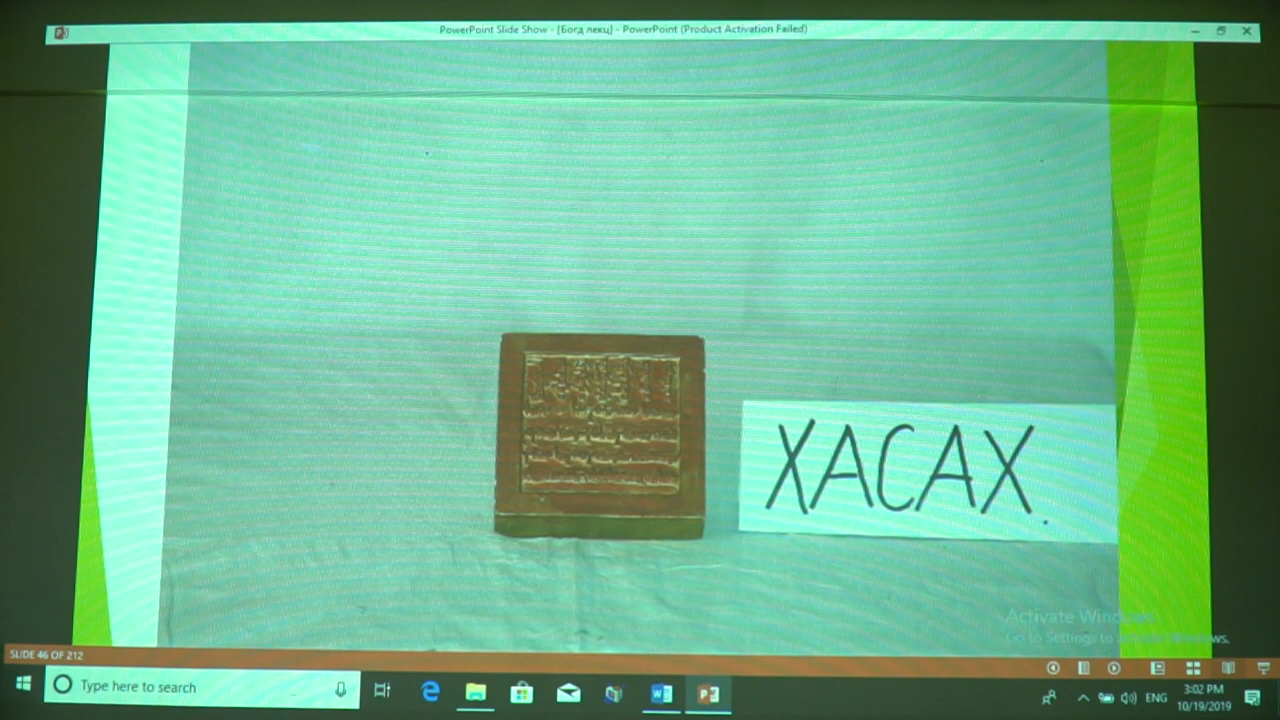 PowerPoint Slide Show - [Богд лекц] - PowerPoint (Product Activation Failed)
ХАСАХ.
Activate Windows
Go to Settings to activate Windows.
SLIDE 46 OF 212
Type here to search
ENG
3:02 PM
10/19/2019